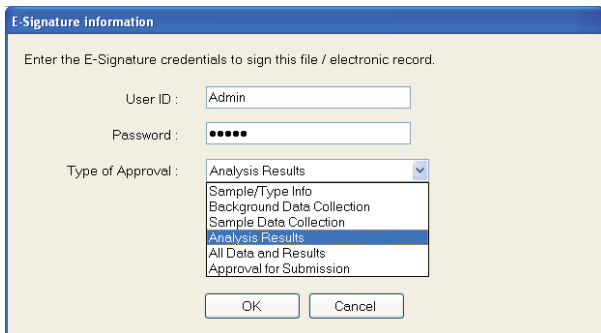 E-Signature information
Enter the E-Signature credentials to sign this file / electronic record.
User ID : Admin
Password : •••••
Type of Approval : Analysis Results
Sample/Type Info
Background Data Collection
Sample Data Collection
Analysis Results
All Data and Results
Approval for Submission
OK Cancel